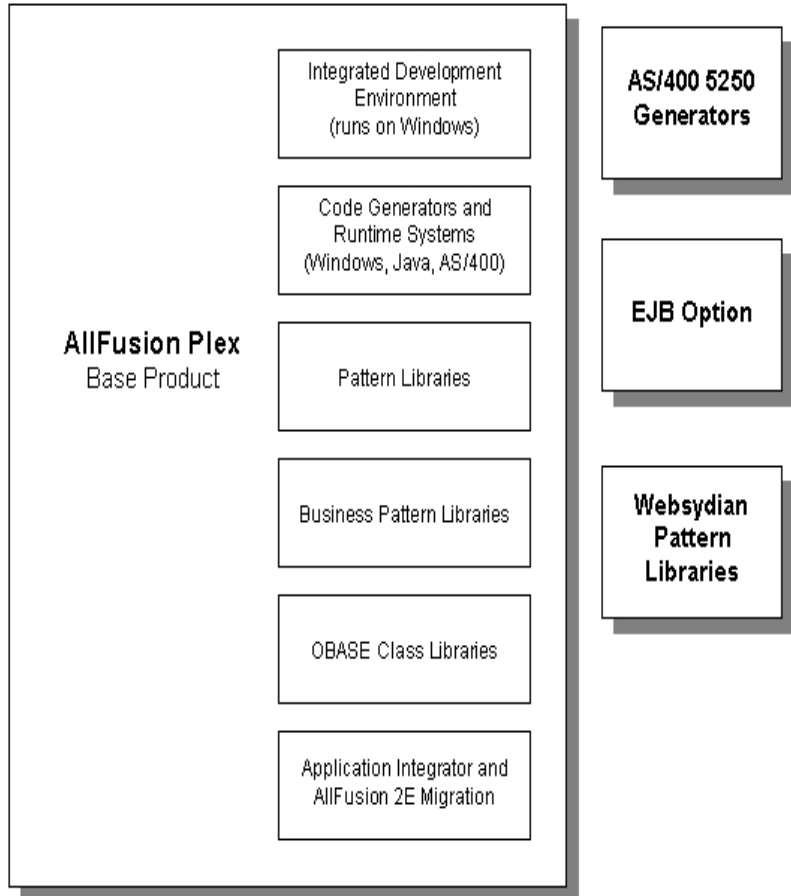 AllFusion Plex
Base Product
Integrated Development
Environment
(runs on Windows)
Code Generators and
Runtime Systems
(Windows, Java, AS/400)
Pattern Libraries
Business Pattern Libraries
OBASE Class Libraries
Application Integrator and
AllFusion 2E Migration
AS/400 5250
Generators
EJB Option
Websydian
Pattern
Libraries